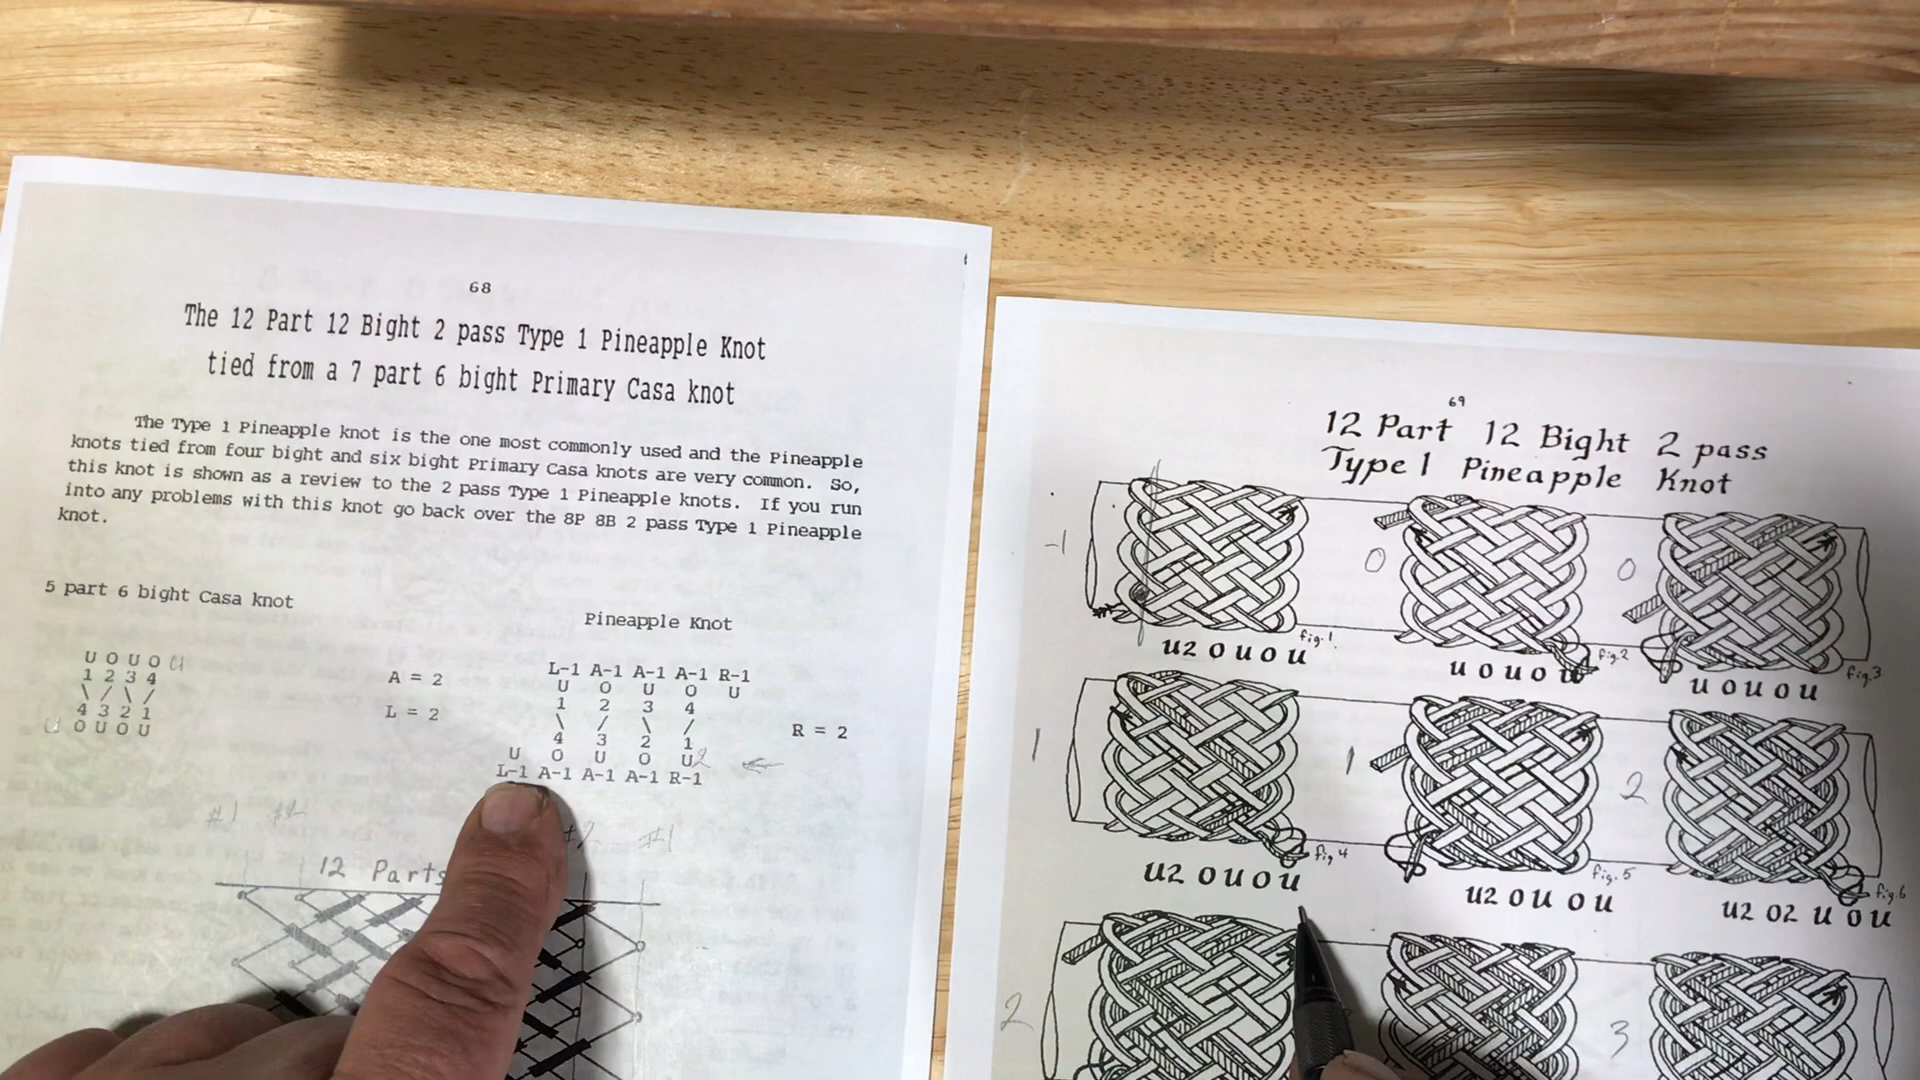 68
The 12 Part 12 Bight 2 pass Type 1 Pineapple Knot
tied from a 7 part 6 bight Primary Casa knot
The Type 1 Pineapple knot is the one most commonly used and the Pineapple
knots tied from four bight and six bight Primary Casa knots are very common. So,
this knot is shown as a review to the 2 pass Type 1 Pineapple knots. If you run
into any problems with this knot go back over the 8P 8B 2 pass Type 1 Pineapple
knot.
5 part 6 bight Casa knot
U O U O U
1 2 3 4
\ / \ /
4 3 2 1
U O U O U
A = 2
L = 2
Pineapple Knot
L-1 A-1 A-1 A-1 R-1
U O U O U
1 2 3 4
\ / \ /
4 3 2 1
U O U O U2
L-1 A-1 A-1 A-1 R-1
R = 2
#1 #2 #2 #1
12 Parts
69
12 Part 12 Bight 2 pass
Type 1 Pineapple Knot
-1
fig.1
U2 O U O U
0
fig.2
U O U O U
0
fig.3
U O U O U
1
fig 4
U2 O U O U
1
fig.5
U2 O U O U
2
fig.6
U2 O2 U O U
2
3